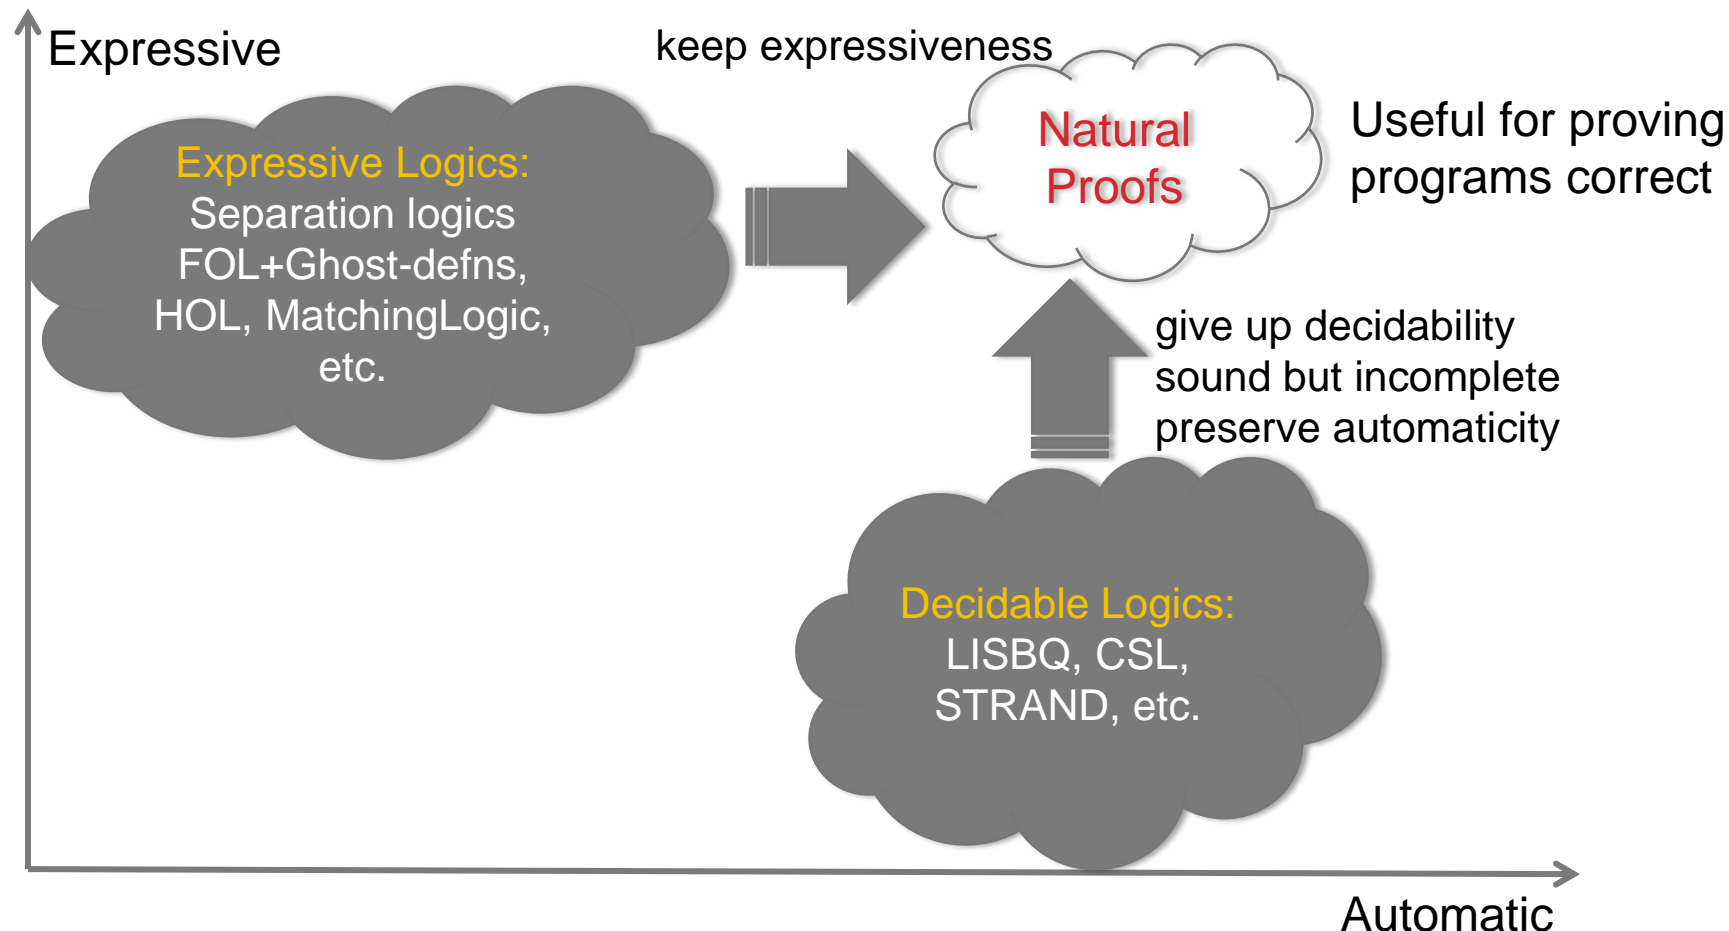 Expressive
keep expressiveness
Expressive Logics:
Separation logics
FOL+Ghost-defns,
HOL, MatchingLogic,
etc.
Natural
Proofs
Useful for proving
programs correct
give up decidability
sound but incomplete
preserve automaticity
Decidable Logics:
LISBQ, CSL,
STRAND, etc.
Automatic